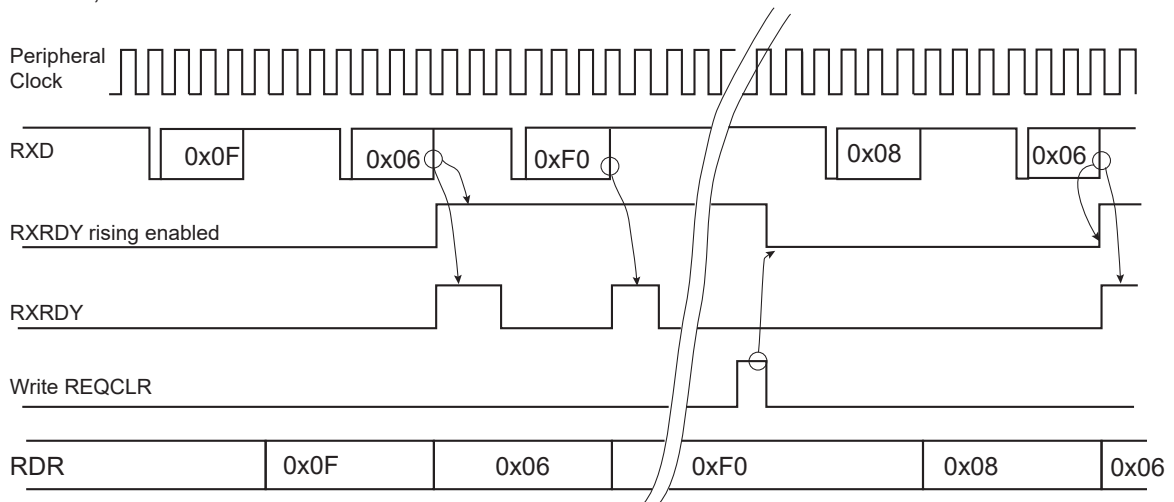 Peripheral
Clock
RXD 0x0F 0x06 0xF0 0x08 0x06
RXRDY rising enabled
RXRDY
Write REQCLR
RDR 0x0F 0x06 0xF0 0x08 0x06